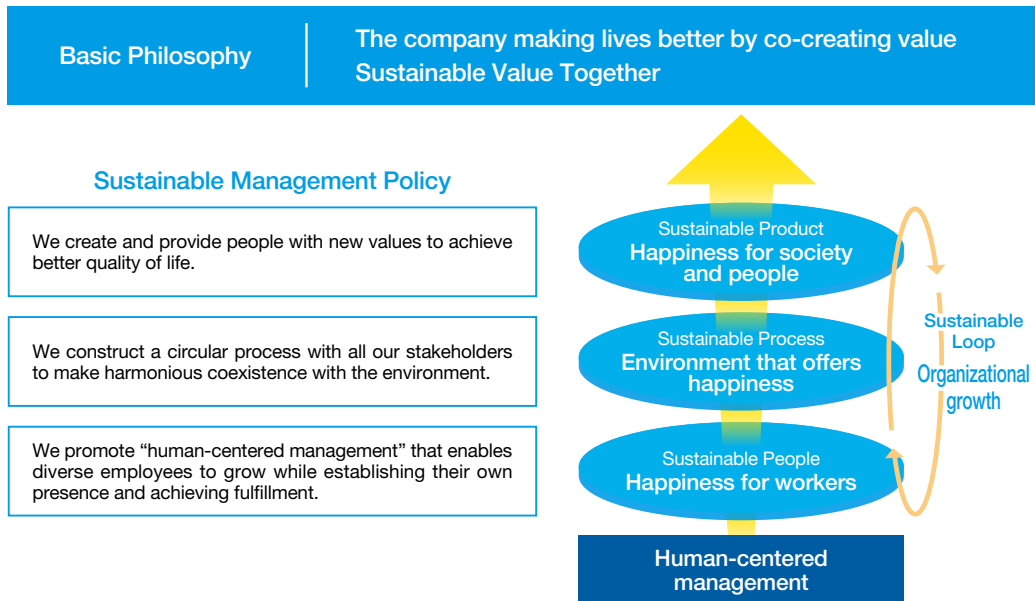 Basic Philosophy
The company making lives better by co-creating value
Sustainable Value Together
Sustainable Management Policy
We create and provide people with new values to achieve
better quality of life.
We construct a circular process with all our stakeholders
to make harmonious coexistence with the environment.
We promote “human-centered management” that enables
diverse employees to grow while establishing their own
presence and achieving fulfillment.
Sustainable Product
Happiness for society
and people
Sustainable Process
Environment that offers
happiness
Sustainable People
Happiness for workers
Human-centered
management
Sustainable
Loop
Organizational
growth